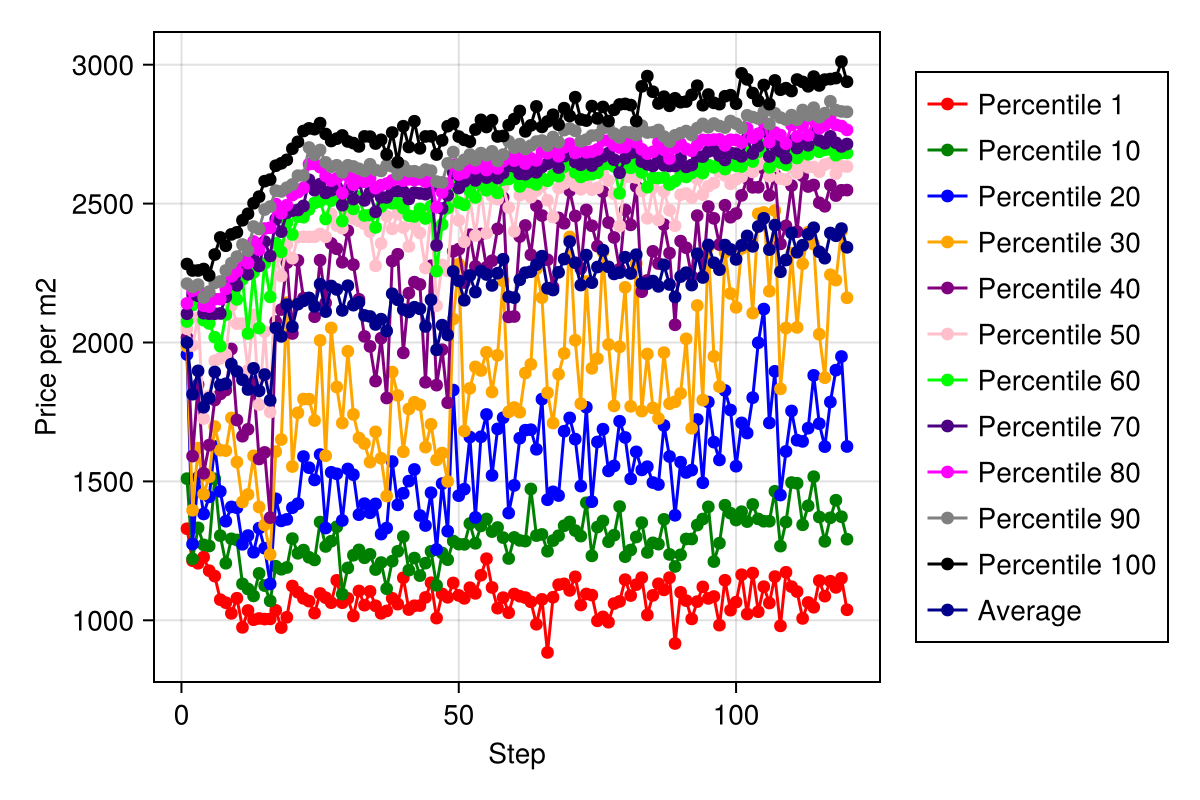 3000
2500
2000
1500
1000
Price per m2
0
50
100
Step
Percentile 1
Percentile 10
Percentile 20
Percentile 30
Percentile 40
Percentile 50
Percentile 60
Percentile 70
Percentile 80
Percentile 90
Percentile 100
Average